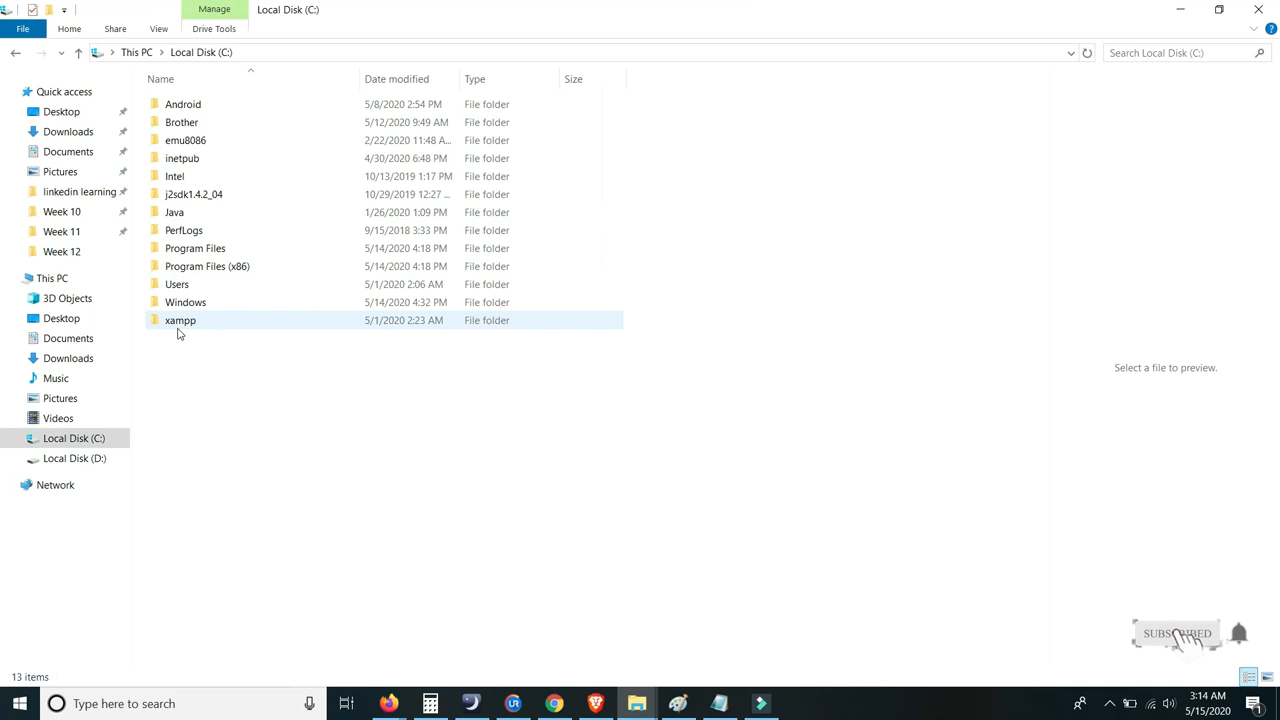 Manage
Local Disk (C:)
File
Home
Share
View
Drive Tools
This PC
Local Disk (C:)
Search Local Disk (C:)
Name
Date modified
Type
Size
Quick access
Desktop
Downloads
Documents
Pictures
linkedin learning
Week 10
Week 11
Week 12
This PC
3D Objects
Desktop
Documents
Downloads
Music
Pictures
Videos
Local Disk (C:)
Local Disk (D:)
Network
Android 5/8/2020 2:54 PM File folder
Brother 5/12/2020 9:49 AM File folder
emu8086 2/22/2020 11:48 A... File folder
inetpub 4/30/2020 6:48 PM File folder
Intel 10/13/2019 1:17 PM File folder
j2sdk1.4.2_04 10/29/2019 12:27 ... File folder
Java 1/26/2020 1:09 PM File folder
PerfLogs 9/15/2018 3:33 PM File folder
Program Files 5/14/2020 4:18 PM File folder
Program Files (x86) 5/14/2020 4:18 PM File folder
Users 5/1/2020 2:06 AM File folder
Windows 5/14/2020 4:32 PM File folder
xampp 5/1/2020 2:23 AM File folder
Select a file to preview.
SUBSCRIBED
13 items
Type here to search
UR
3:14 AM
5/15/2020
1